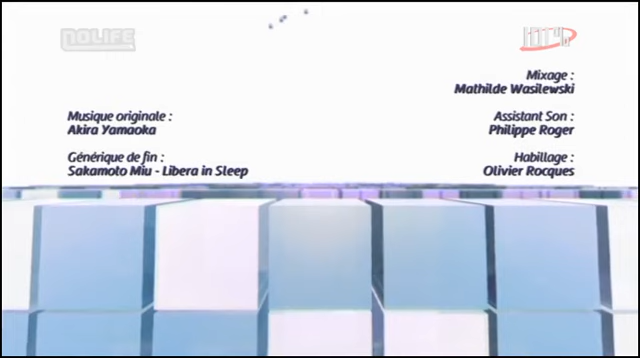 NOLIFE
Mixage :
Mathilde Wasilewski
Musique originale :
Akira Yamaoka
Assistant Son :
Philippe Roger
Générique de fin :
Sakamoto Miu - Libera in Sleep
Habillage :
Olivier Rocques